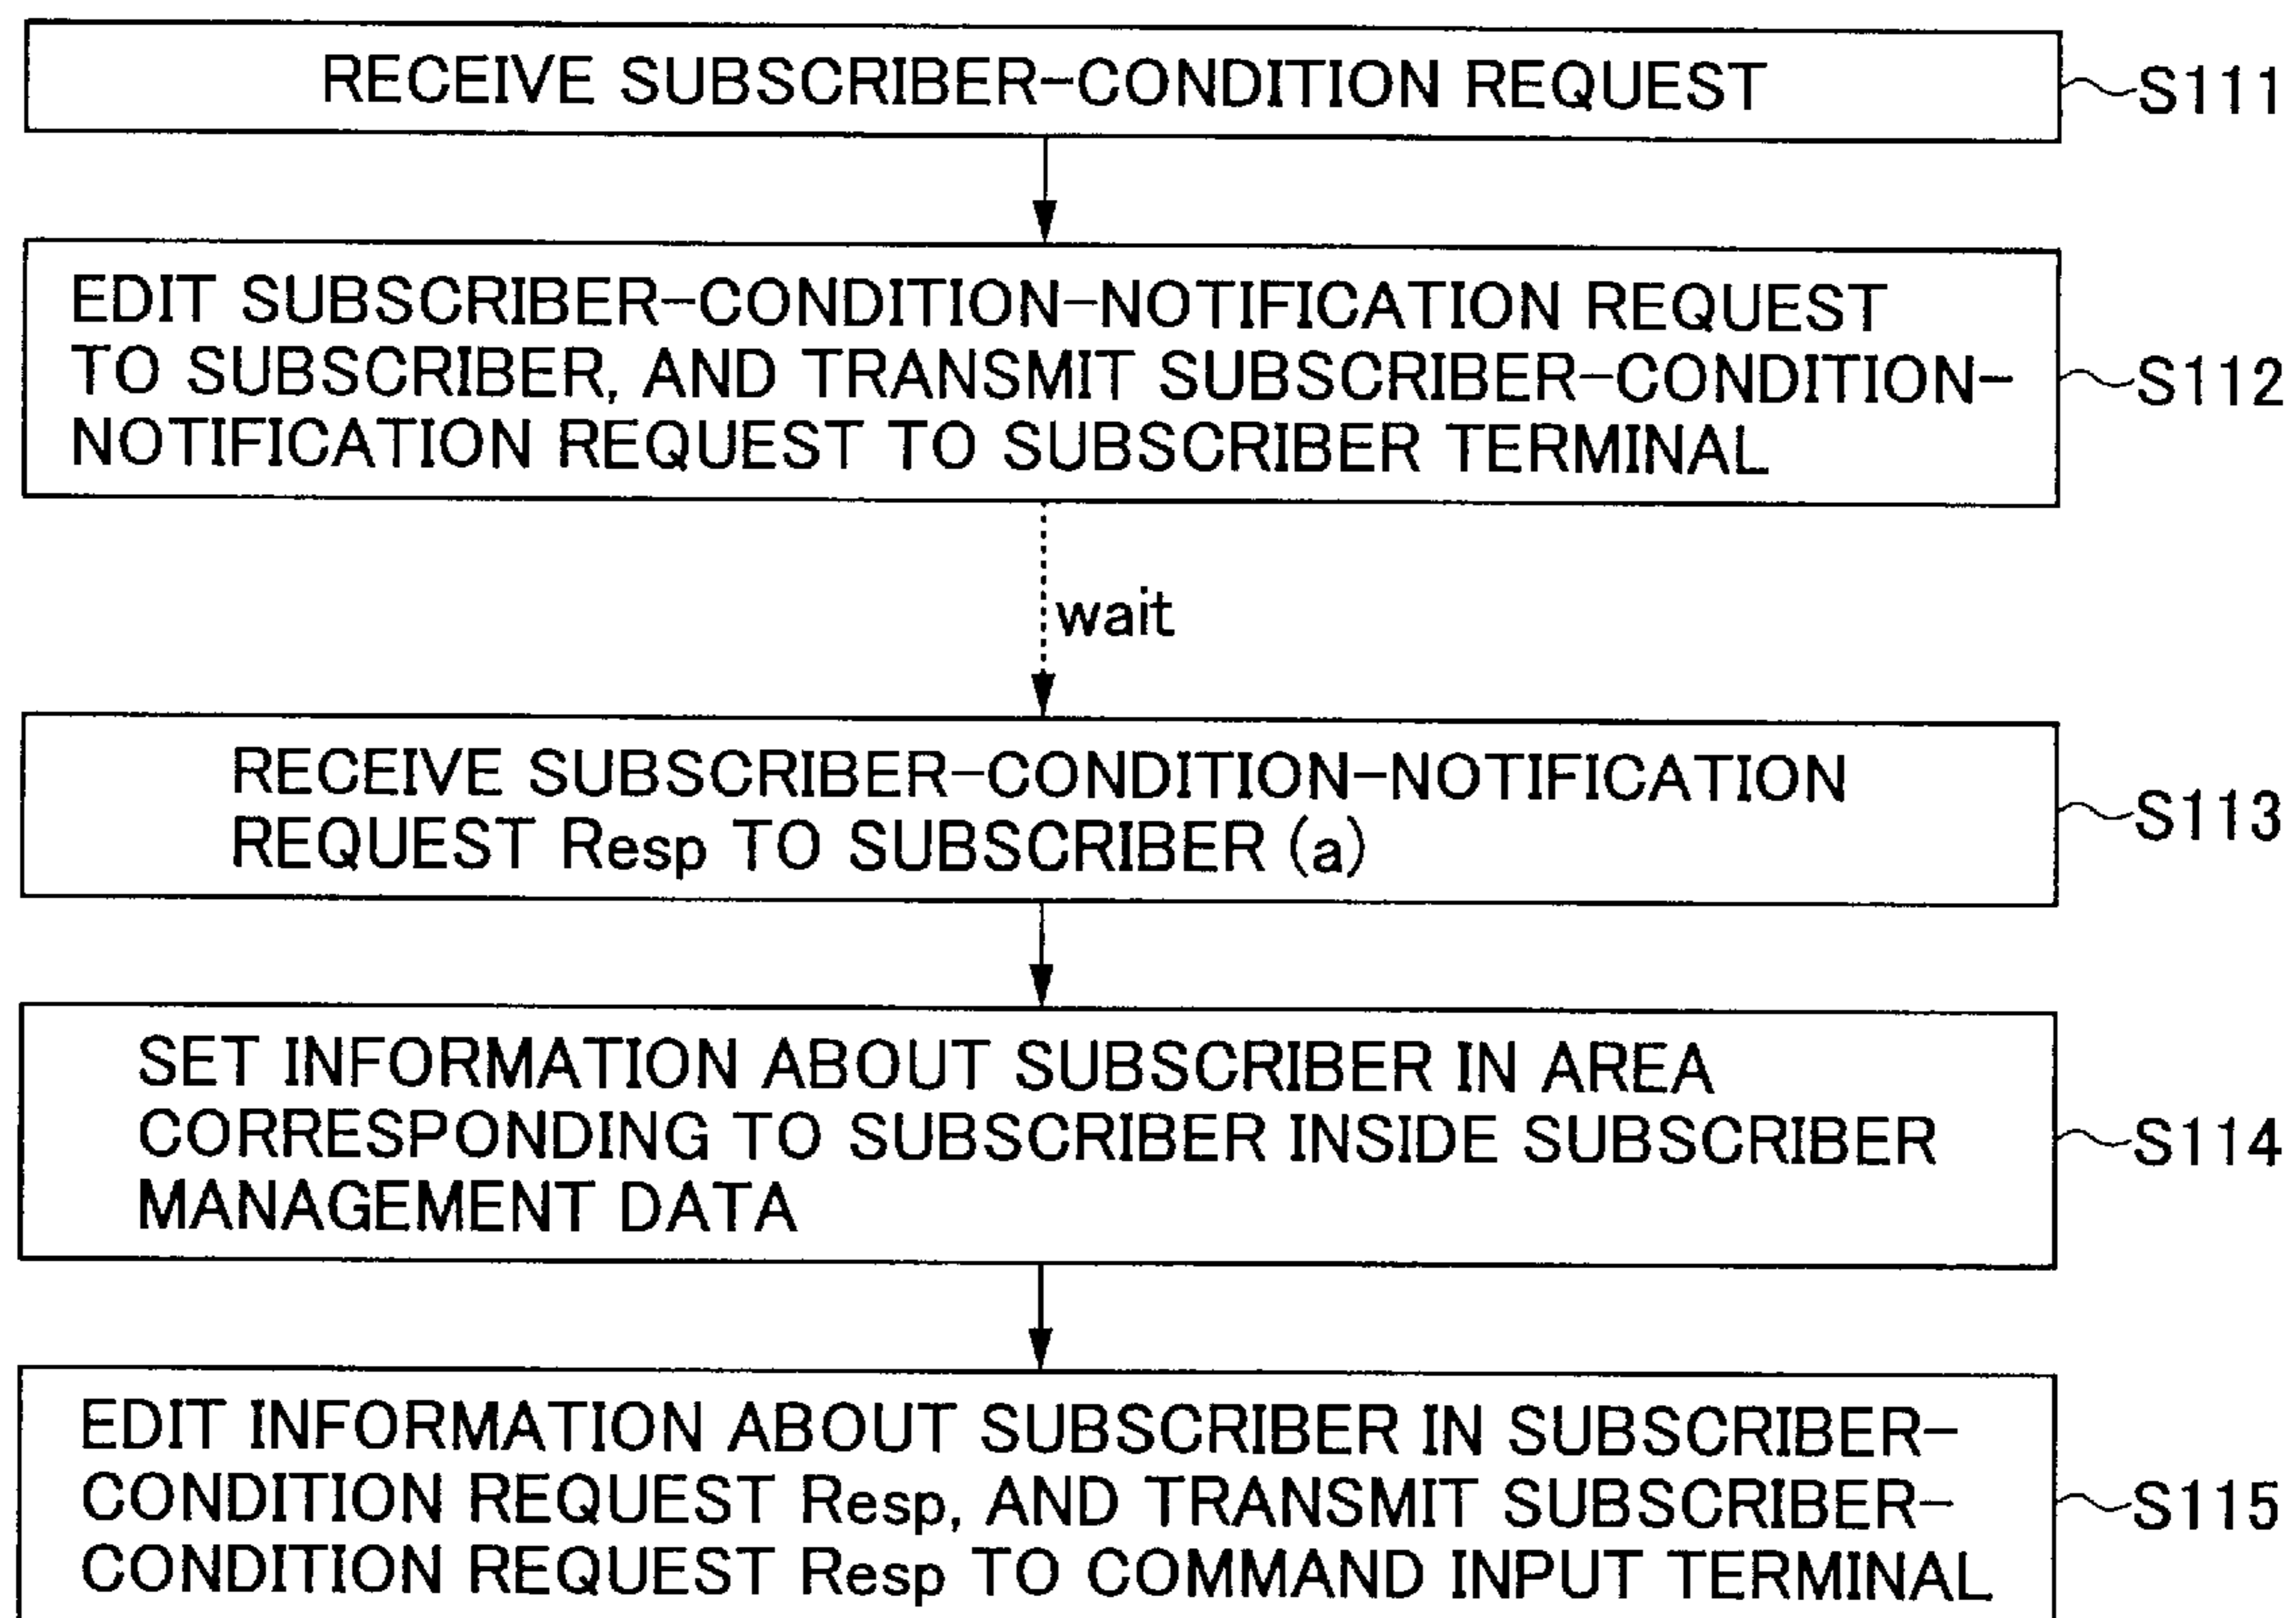 RECEIVE SUBSCRIBER-CONDITION REQUEST
S111
EDIT SUBSCRIBER-CONDITION-NOTIFICATION REQUEST
TO SUBSCRIBER, AND TRANSMIT SUBSCRIBER-CONDITION-
NOTIFICATION REQUEST TO SUBSCRIBER TERMINAL
S112
wait
RECEIVE SUBSCRIBER-CONDITION-NOTIFICATION
REQUEST Resp TO SUBSCRIBER (a)
S113
SET INFORMATION ABOUT SUBSCRIBER IN AREA
CORRESPONDING TO SUBSCRIBER INSIDE SUBSCRIBER
MANAGEMENT DATA
S114
EDIT INFORMATION ABOUT SUBSCRIBER IN SUBSCRIBER-
CONDITION REQUEST Resp, AND TRANSMIT SUBSCRIBER-
CONDITION REQUEST Resp TO COMMAND INPUT TERMINAL
S115